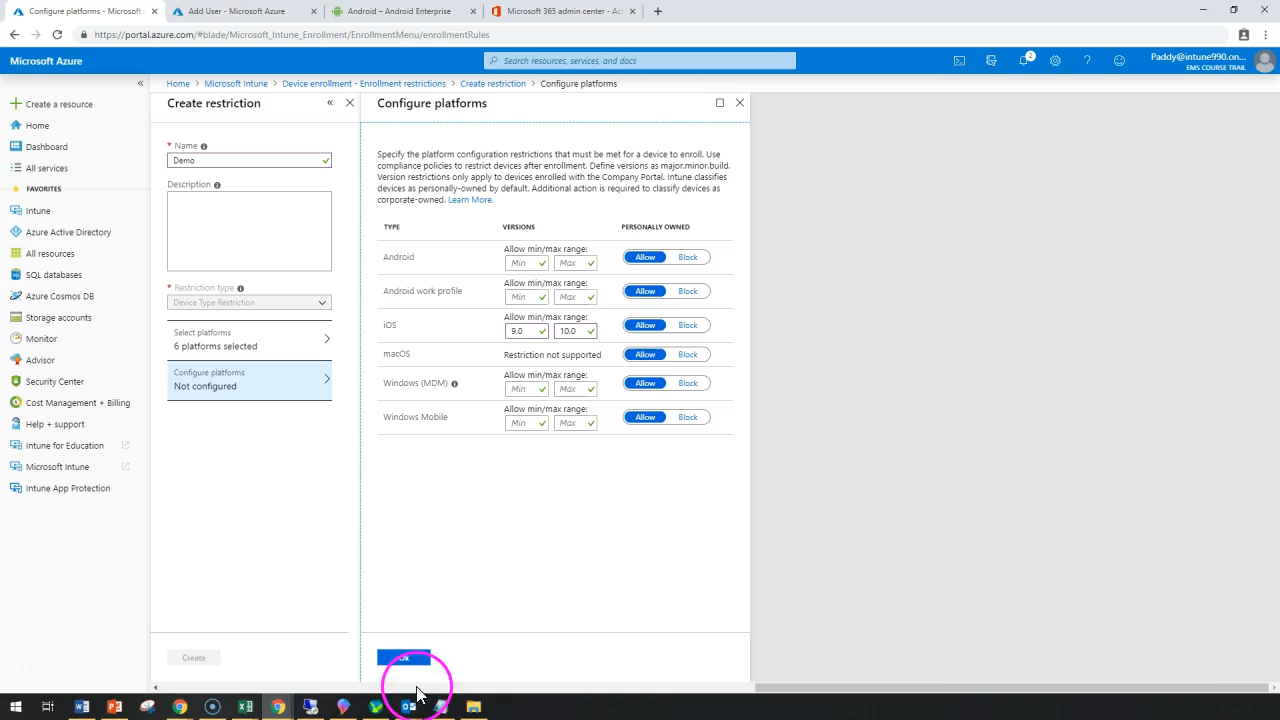 Configure platforms - Microsoft
Add User - Microsoft Azure
Android – Android Enterprise
Microsoft 365 admin center - Ac
https://portal.azure.com/#blade/Microsoft_Intune_Enrollment/EnrollmentMenu/enrollmentRules
Microsoft Azure
Search resources, services, and docs
2
Paddy@intune990.on...
EMS COURSE TRAIL
Home > Microsoft Intune > Device enrollment - Enrollment restrictions > Create restriction > Configure platforms
Create a resource
Home
Dashboard
All services
FAVORITES
Intune
Azure Active Directory
All resources
SQL databases
Azure Cosmos DB
Storage accounts
Monitor
Advisor
Security Center
Cost Management + Billing
Help + support
Intune for Education
Microsoft Intune
Intune App Protection
Create restriction
* Name
Demo
Description
* Restriction type
Device Type Restriction
Select platforms
6 platforms selected
Configure platforms
Not configured
Create
Configure platforms
Specify the platform configuration restrictions that must be met for a device to enroll. Use
compliance policies to restrict devices after enrollment. Define versions as major.minor.build.
Version restrictions only apply to devices enrolled with the Company Portal. Intune classifies
devices as personally-owned by default. Additional action is required to classify devices as
corporate-owned. Learn More.
TYPE VERSIONS PERSONALLY OWNED
Allow min/max range:
Android Min Max Allow Block
Allow min/max range:
Android work profile Min Max Allow Block
Allow min/max range:
iOS 9.0 10.0 Allow Block
macOS Restriction not supported Allow Block
Allow min/max range:
Windows (MDM) Min Max Allow Block
Allow min/max range:
Windows Mobile Min Max Allow Block
Ok